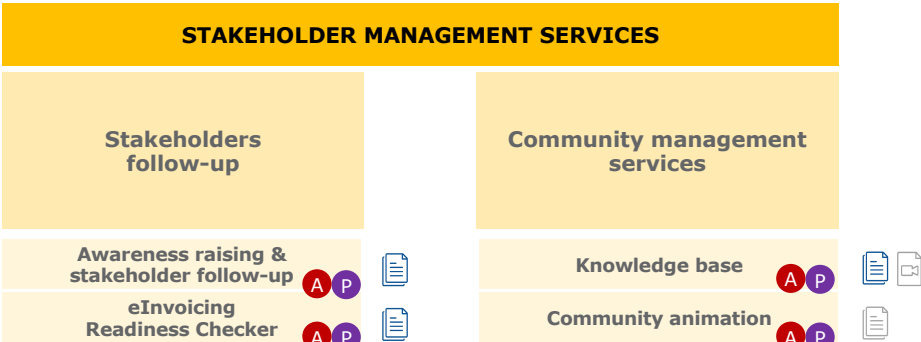 STAKEHOLDER MANAGEMENT SERVICES
Stakeholders
follow-up
Community management
services
Awareness raising &
stakeholder follow-up
A P
Knowledge base
A P
eInvoicing
Readiness Checker
A P
Community animation
A P